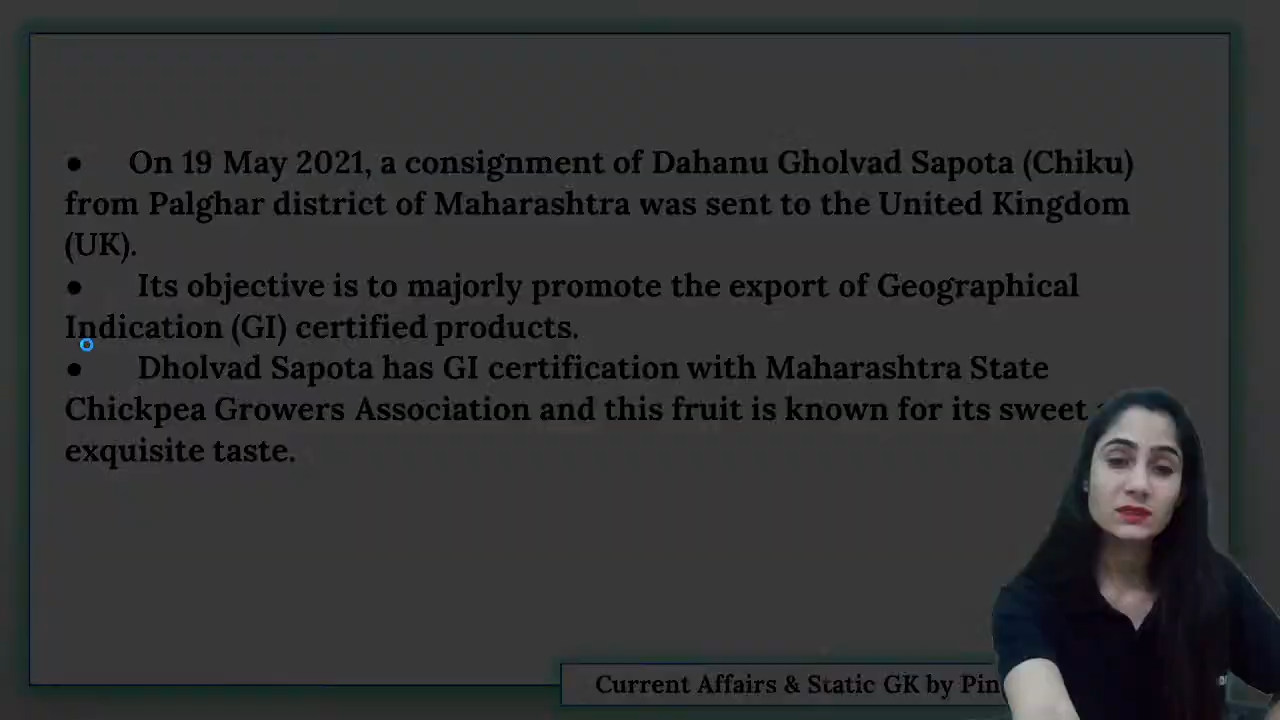 ● On 19 May 2021, a consignment of Dahanu Gholvad Sapota (Chiku)
from Palghar district of Maharashtra was sent to the United Kingdom
(UK).
● Its objective is to majorly promote the export of Geographical
Indication (GI) certified products.
● Dholvad Sapota has GI certification with Maharashtra State
Chickpea Growers Association and this fruit is known for its sweet
exquisite taste.
Current Affairs & Static GK by